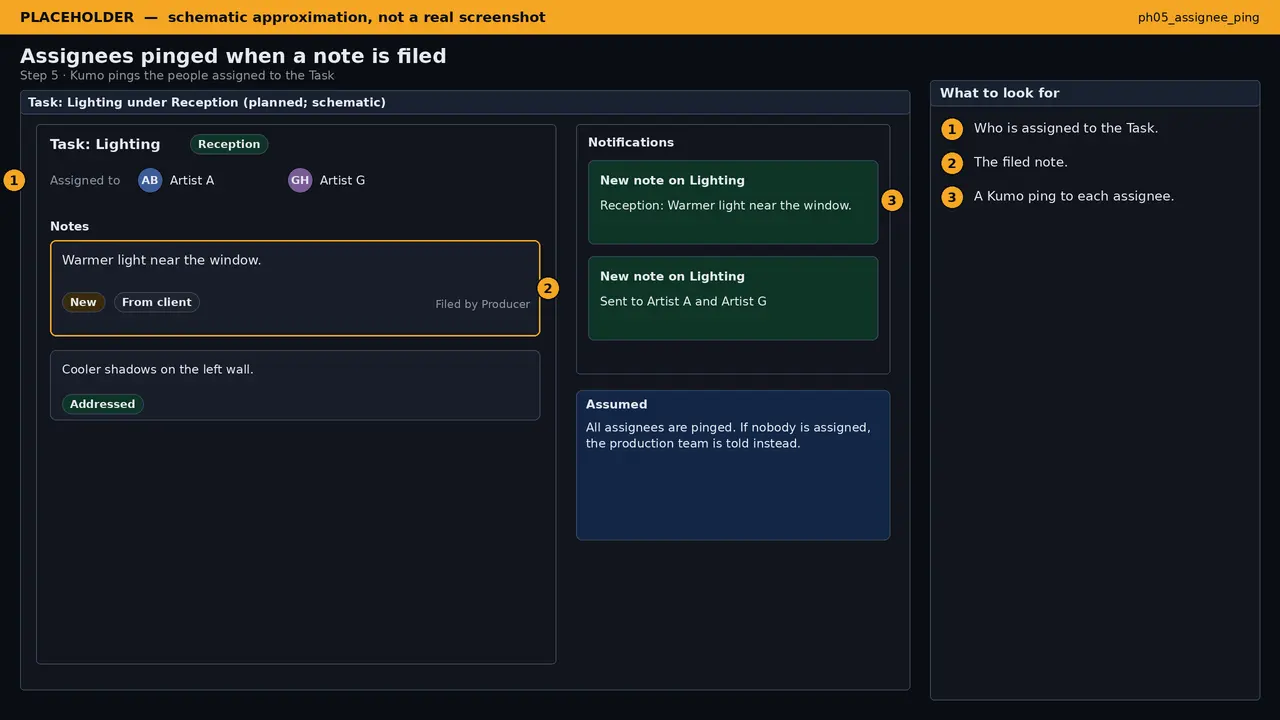 PLACEHOLDER — schematic approximation, not a real screenshot
ph05_assignee_ping
Assignees pinged when a note is filed
Step 5 · Kumo pings the people assigned to the Task
Task: Lighting under Reception (planned; schematic)
Task: Lighting
Reception
1
Assigned to
AB
Artist A
GH
Artist G
Notes
Warmer light near the window.
New
From client
Filed by Producer
2
Cooler shadows on the left wall.
Addressed
Notifications
New note on Lighting
Reception: Warmer light near the window.
3
New note on Lighting
Sent to Artist A and Artist G
Assumed
All assignees are pinged. If nobody is assigned,
the production team is told instead.
What to look for
1 Who is assigned to the Task.
2 The filed note.
3 A Kumo ping to each assignee.